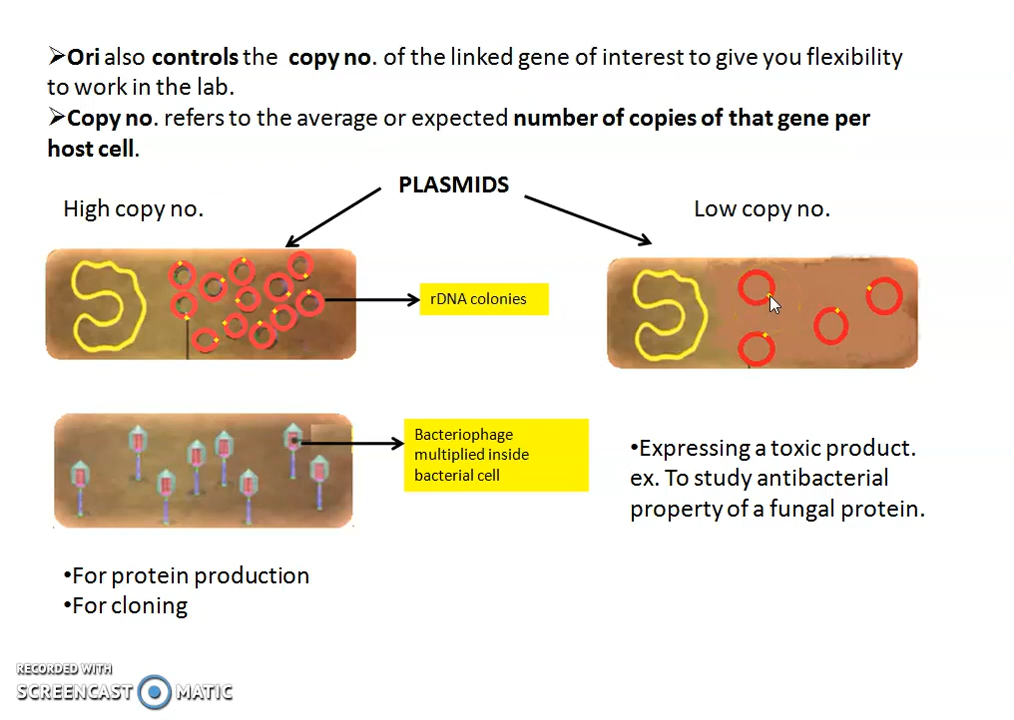 ➢Ori also controls the copy no. of the linked gene of interest to give you flexibility
to work in the lab.
➢Copy no. refers to the average or expected number of copies of that gene per
host cell.
PLASMIDS
High copy no.
Low copy no.
rDNA colonies
Bacteriophage
multiplied inside
bacterial cell
•Expressing a toxic product.
ex. To study antibacterial
property of a fungal protein.
•For protein production
•For cloning
RECORDED WITH
SCREENCAST MATIC